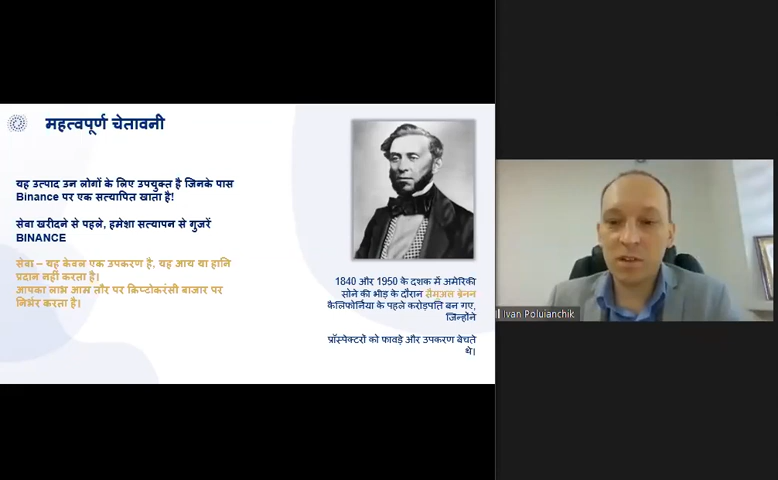 महत्वपूर्ण चेतावनी
यह उत्पाद उन लोगों के लिए उपयुक्त है जिनके पास
Binance पर एक सत्यापित खाता है!
सेवा खरीदने से पहले, हमेशा सत्यापन से गुजरें
BINANCE
सेवा – यह केवल एक उपकरण है, यह आय या हानि
प्रदान नहीं करता है।
आपका लाभ आम तौर पर क्रिप्टोकरंसी बाजार पर
निर्भर करता है।
1840 और 1950 के दशक में अमेरिकी
सोने की भीड़ के दौरान सैमुअल ब्रेनन
कैलिफोर्निया के पहले करोड़पति बन गए,
जिन्होंने
प्रॉस्पेक्टरों को फावड़े और उपकरण बेचते
थे।
Ivan Poluianchik